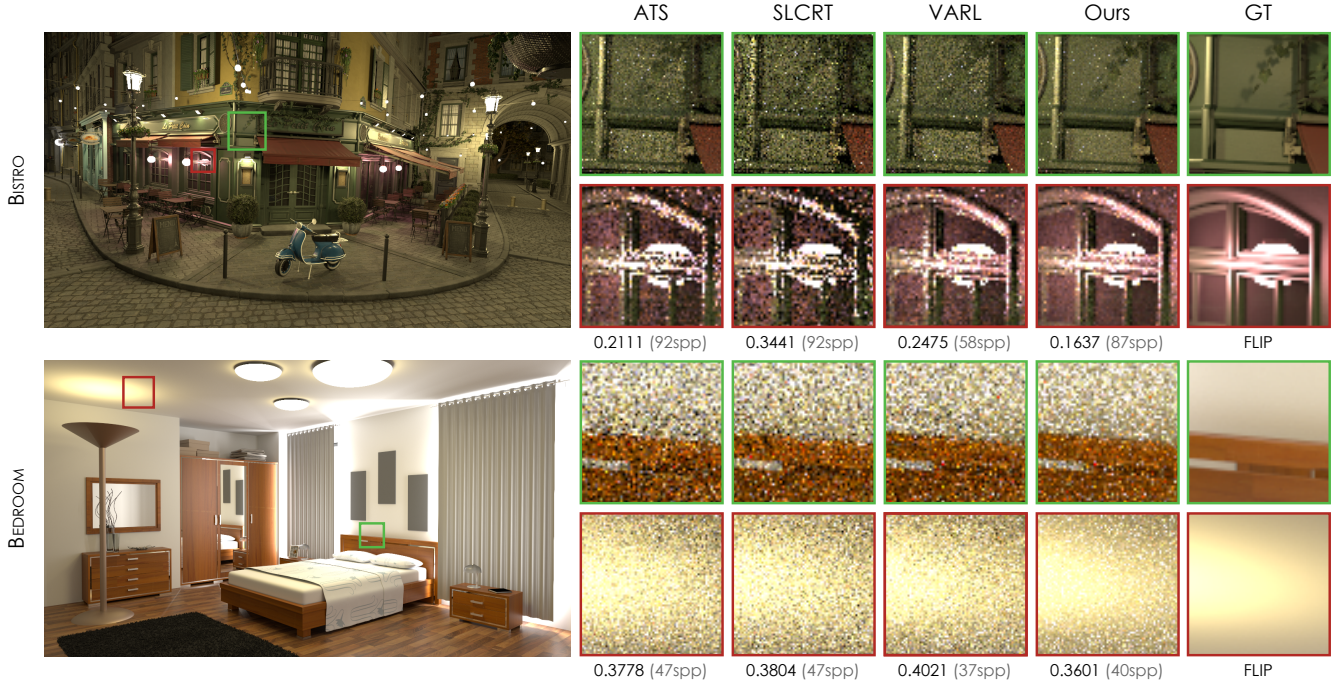 ATS SLCRT VARL Ours GT
BISTRO
0.2111 (92spp) 0.3441 (92spp) 0.2475 (58spp) 0.1637 (87spp) FLIP
BEDROOM
0.3778 (47spp) 0.3804 (47spp) 0.4021 (37spp) 0.3601 (40spp) FLIP